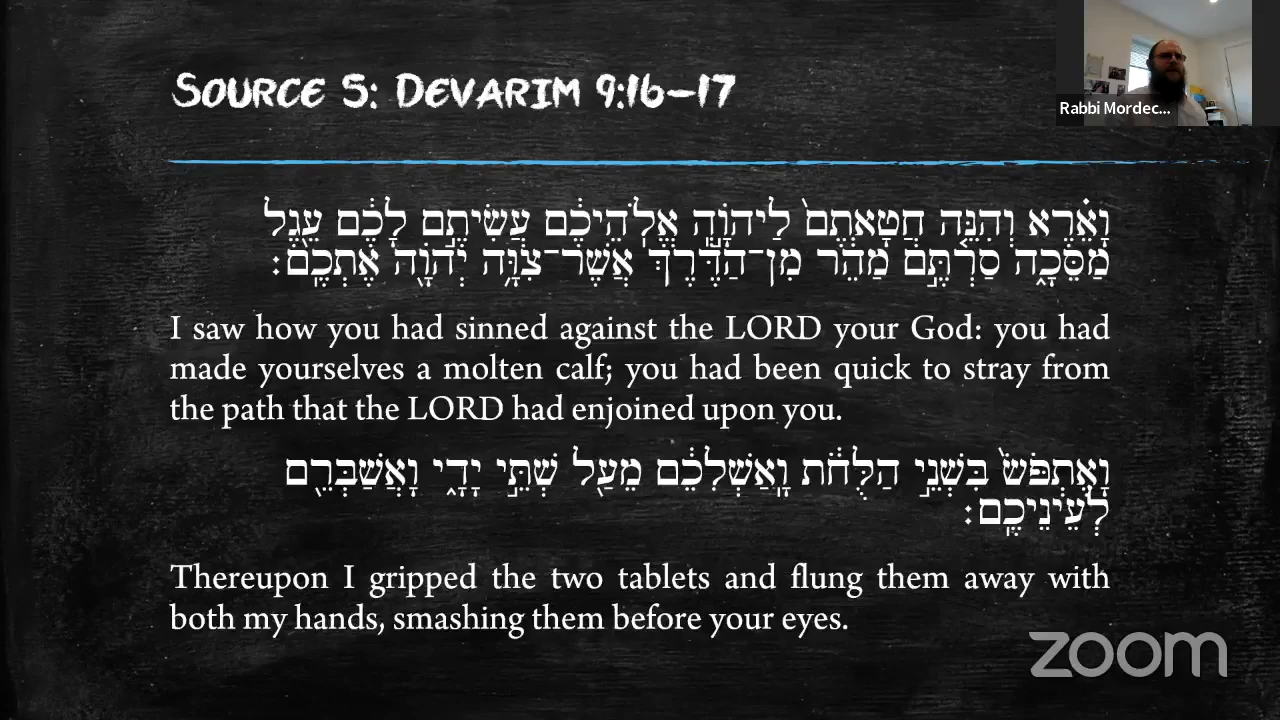 SOURCE 5: DEVARIM 9:16–17
Rabbi Mordec...
וָאֵ֗רֶא וְהִנֵּ֤ה חֲטָאתֶם֙ לַיהוָ֣ה אֱלֹֽהֵיכֶ֔ם עֲשִׂיתֶ֣ם לָכֶ֔ם עֵ֖גֶל
מַסֵּכָ֑ה סַרְתֶּ֣ם מַהֵ֔ר מִן־הַדֶּ֕רֶךְ אֲשֶׁר־צִוָּ֥ה יְהוָ֖ה אֶתְכֶֽם׃
I saw how you had sinned against the LORD your God: you had
made yourselves a molten calf; you had been quick to stray from
the path that the LORD had enjoined upon you.
וָאֶתְפֹּשׂ֙ בִּשְׁנֵ֣י הַלֻּחֹ֔ת וָֽאַשְׁלִכֵ֔ם מֵעַ֖ל שְׁתֵּ֣י יָדָ֑י וָאֲשַׁבְּרֵ֖ם
לְעֵינֵיכֶֽם׃
Thereupon I gripped the two tablets and flung them away with
both my hands, smashing them before your eyes.
zoom